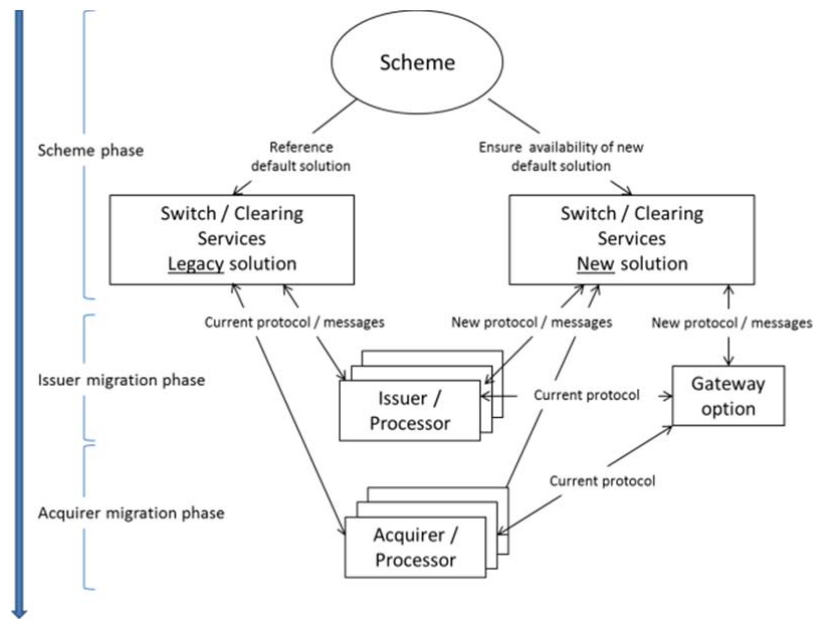 Scheme
Scheme phase
Reference
default solution
Ensure availability of new
default solution
Switch / Clearing
Services
Legacy solution
Switch / Clearing
Services
New solution
Current protocol / messages
New protocol / messages
New protocol / messages
Issuer migration phase
Issuer /
Processor
Current protocol
Gateway
option
Current protocol
Acquirer migration phase
Acquirer /
Processor